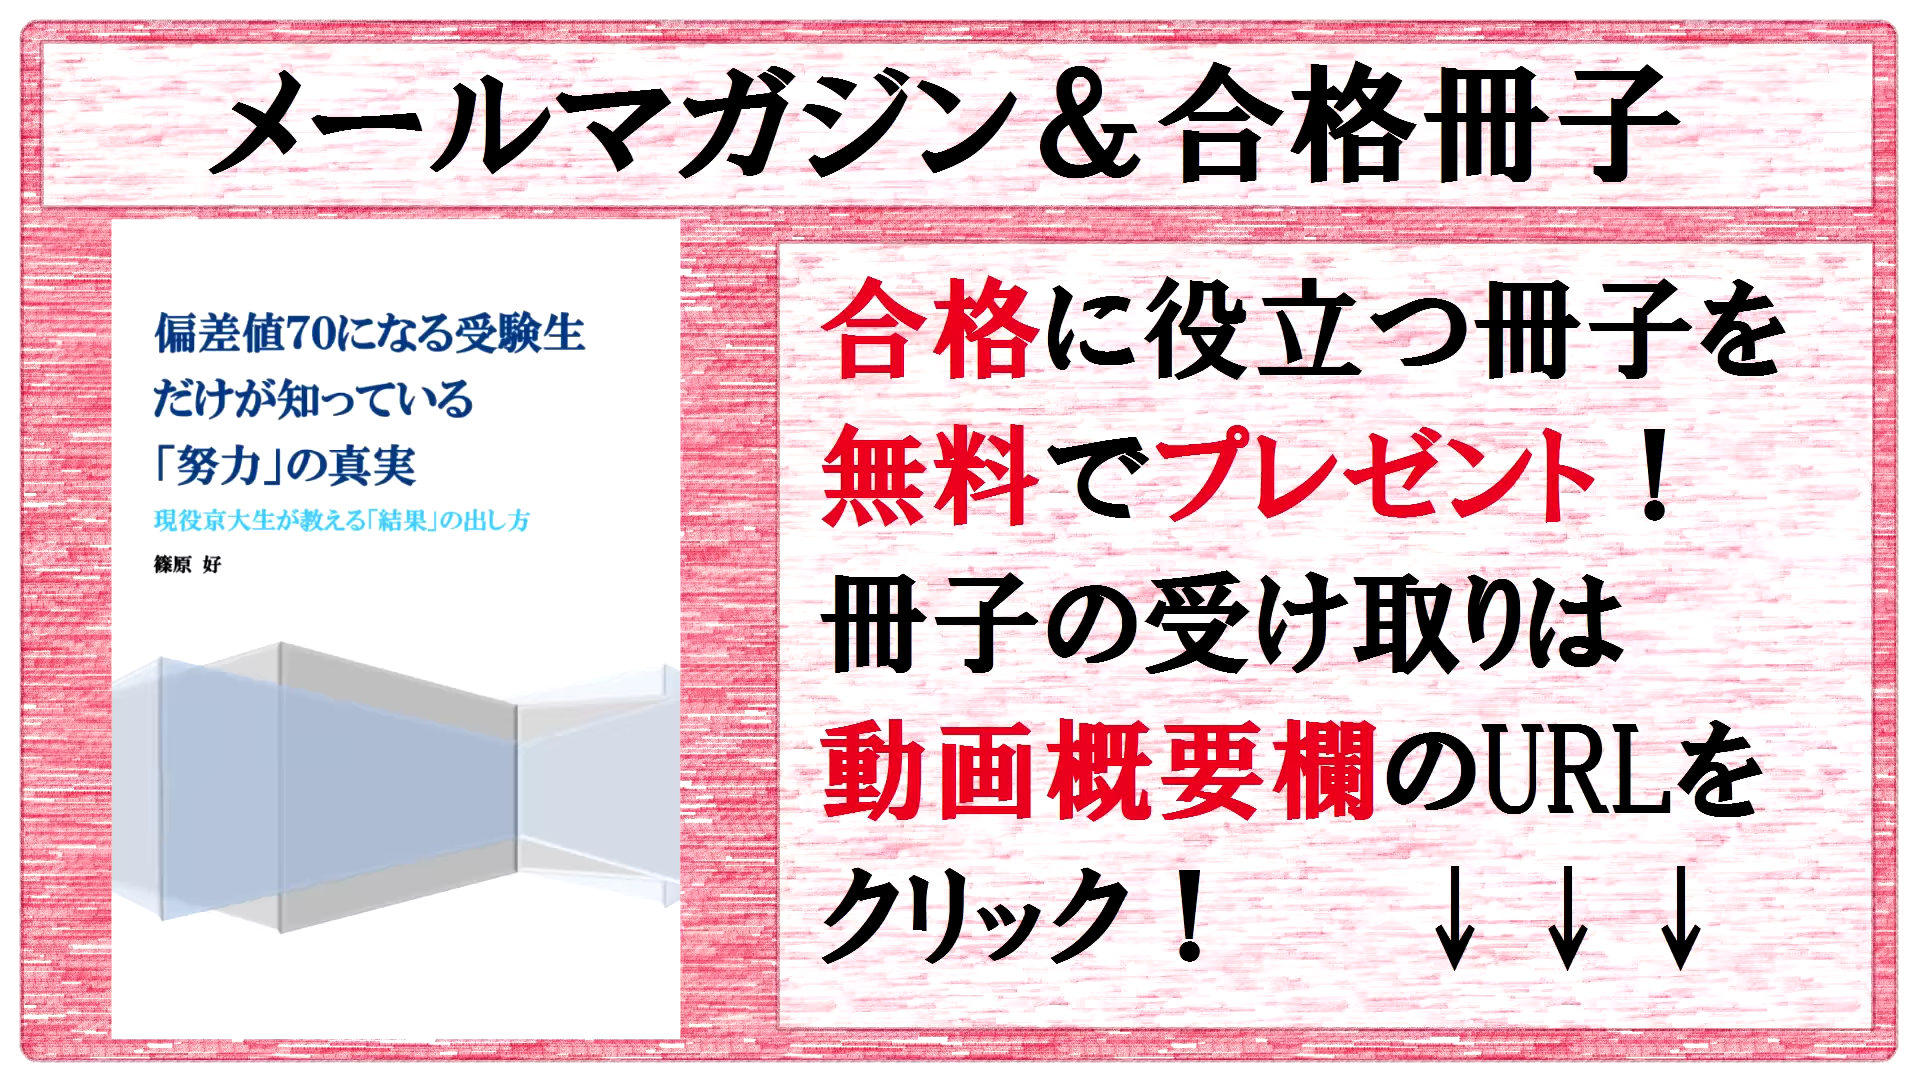 メールマガジン＆合格冊子
偏差値70になる受験生
だけが知っている
「努力」の真実
現役京大生が教える「結果」の出し方
篠原 好
合格に役立つ冊子を
無料でプレゼント！
冊子の受け取りは
動画概要欄のURLを
クリック！ ↓ ↓ ↓